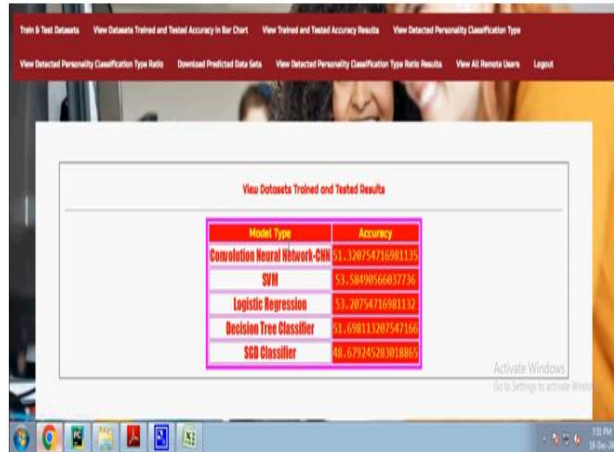 Train & Test Datasets View Datasets Trained and Tested Accuracy in Bar Chart View Trained and Tested Accuracy Results View Detected Personality Classification Type
View Detected Personality Classification Type Ratio Download Predicted Data Sets View Detected Personality Classification Type Ratio Results View All Remote Users Logout
View Datasets Trained and Tested Results
Model Type Accuracy
Convolution Neural Network-CNN 51.320754716981135
SVM 53.58490566037736
Logistic Regression 53.20754716981132
Decision Tree Classifier 51.698113207547166
SGD Classifier 48.679245283018865
Activate Windows
Go to Settings to activate Windows
7:31 PM